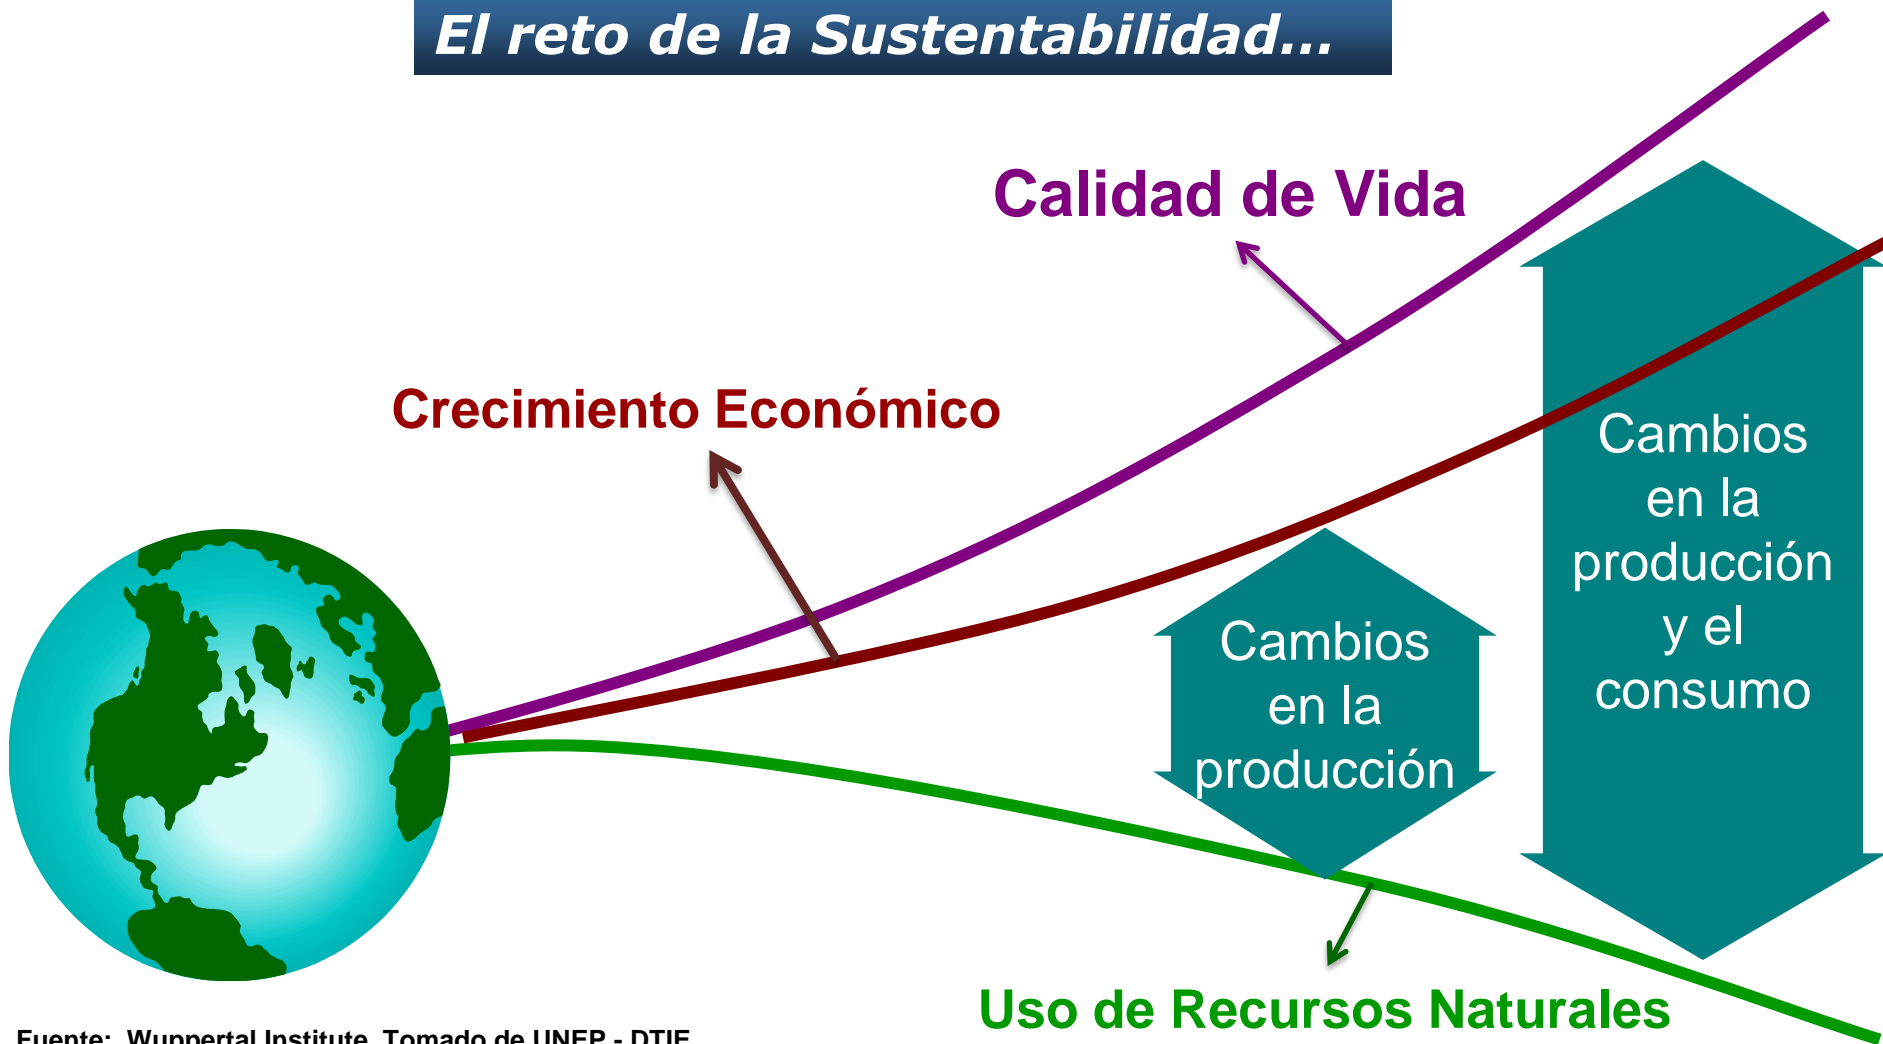 El reto de la Sustentabilidad...
Calidad de Vida
Crecimiento Económico
Cambios
en la
producción
y el
consumo
Cambios
en la
producción
Uso de Recursos Naturales
Fuente: Wuppertal Institute. Tomado de UNEP - DTIE